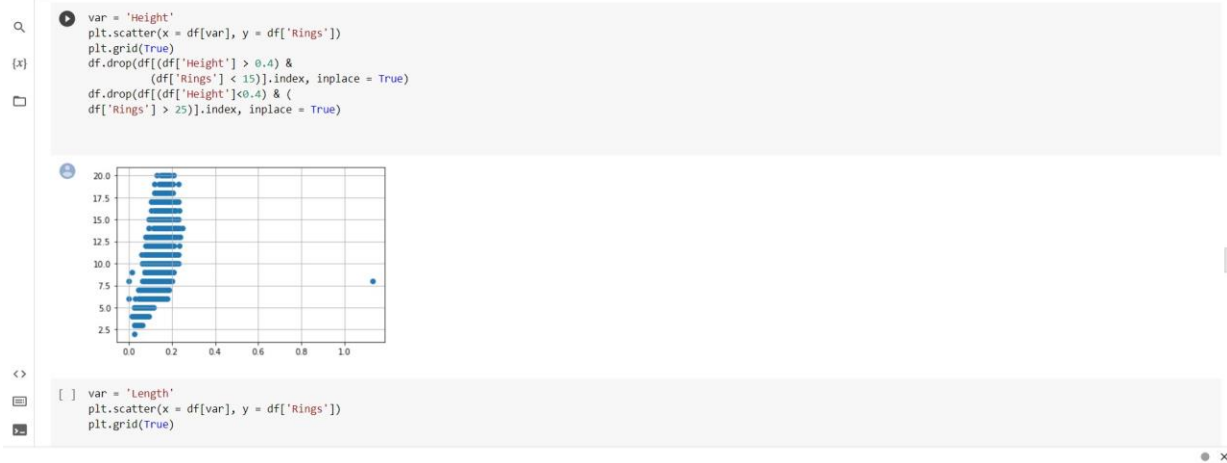 {x}
var = 'Height'
plt.scatter(x = df[var], y = df['Rings'])
plt.grid(True)
df.drop(df[(df['Height'] > 0.4) &
(df['Rings'] < 15)].index, inplace = True)
df.drop(df[(df['Height']<0.4) & (
df['Rings'] > 25)].index, inplace = True)
20.0
17.5
15.0
12.5
10.0
7.5
5.0
2.5
0.0 0.2 0.4 0.6 0.8 1.0
[ ] var = 'Length'
plt.scatter(x = df[var], y = df['Rings'])
plt.grid(True)